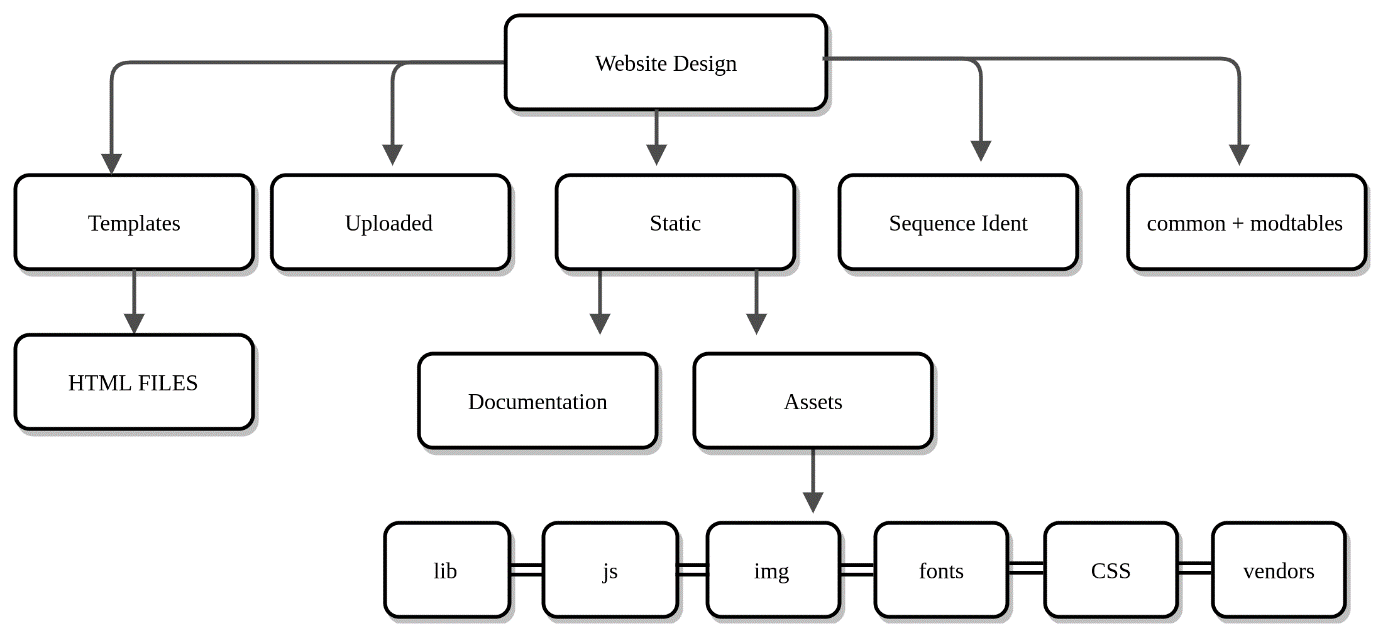 Website Design
Templates
Uploaded
Static
Sequence Ident
common + modtables
HTML FILES
Documentation
Assets
lib
js
img
fonts
CSS
vendors